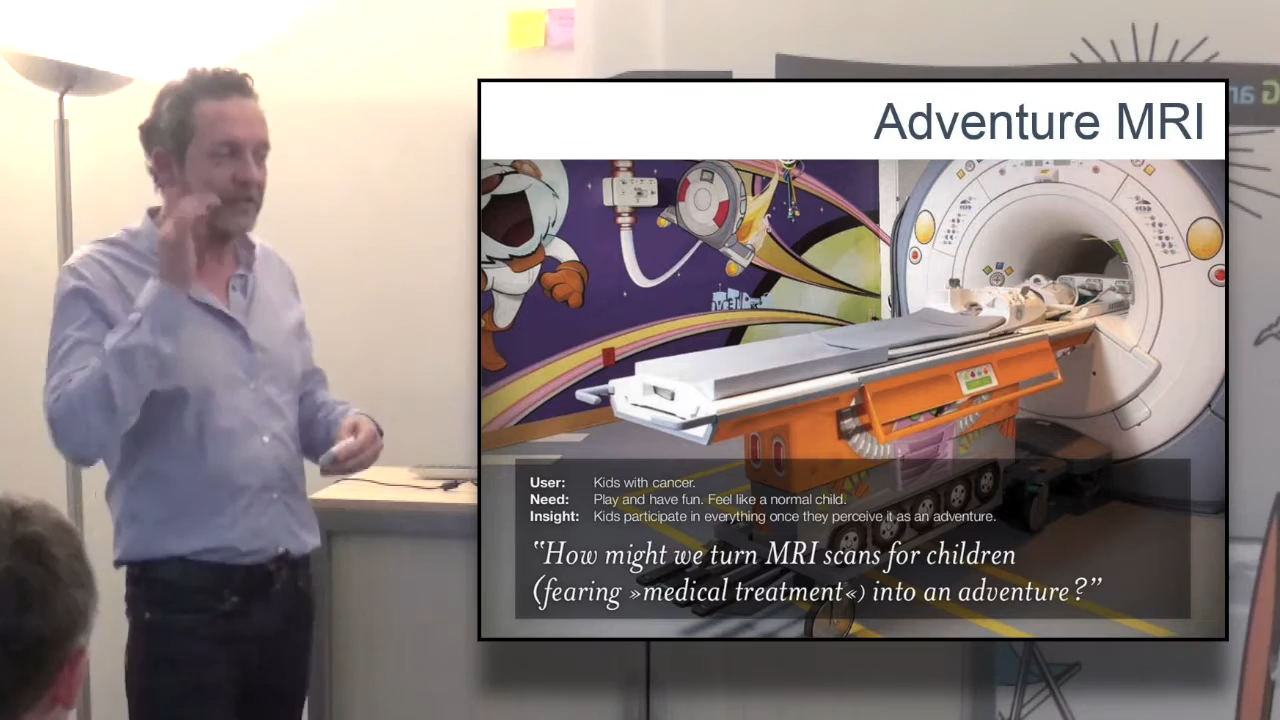 Adventure MRI
User: Kids with cancer.
Need: Play and have fun. Feel like a normal child.
Insight: Kids participate in everything once they perceive it as an adventure.
“How might we turn MRI scans for children
(fearing »medical treatment«) into an adventure?”